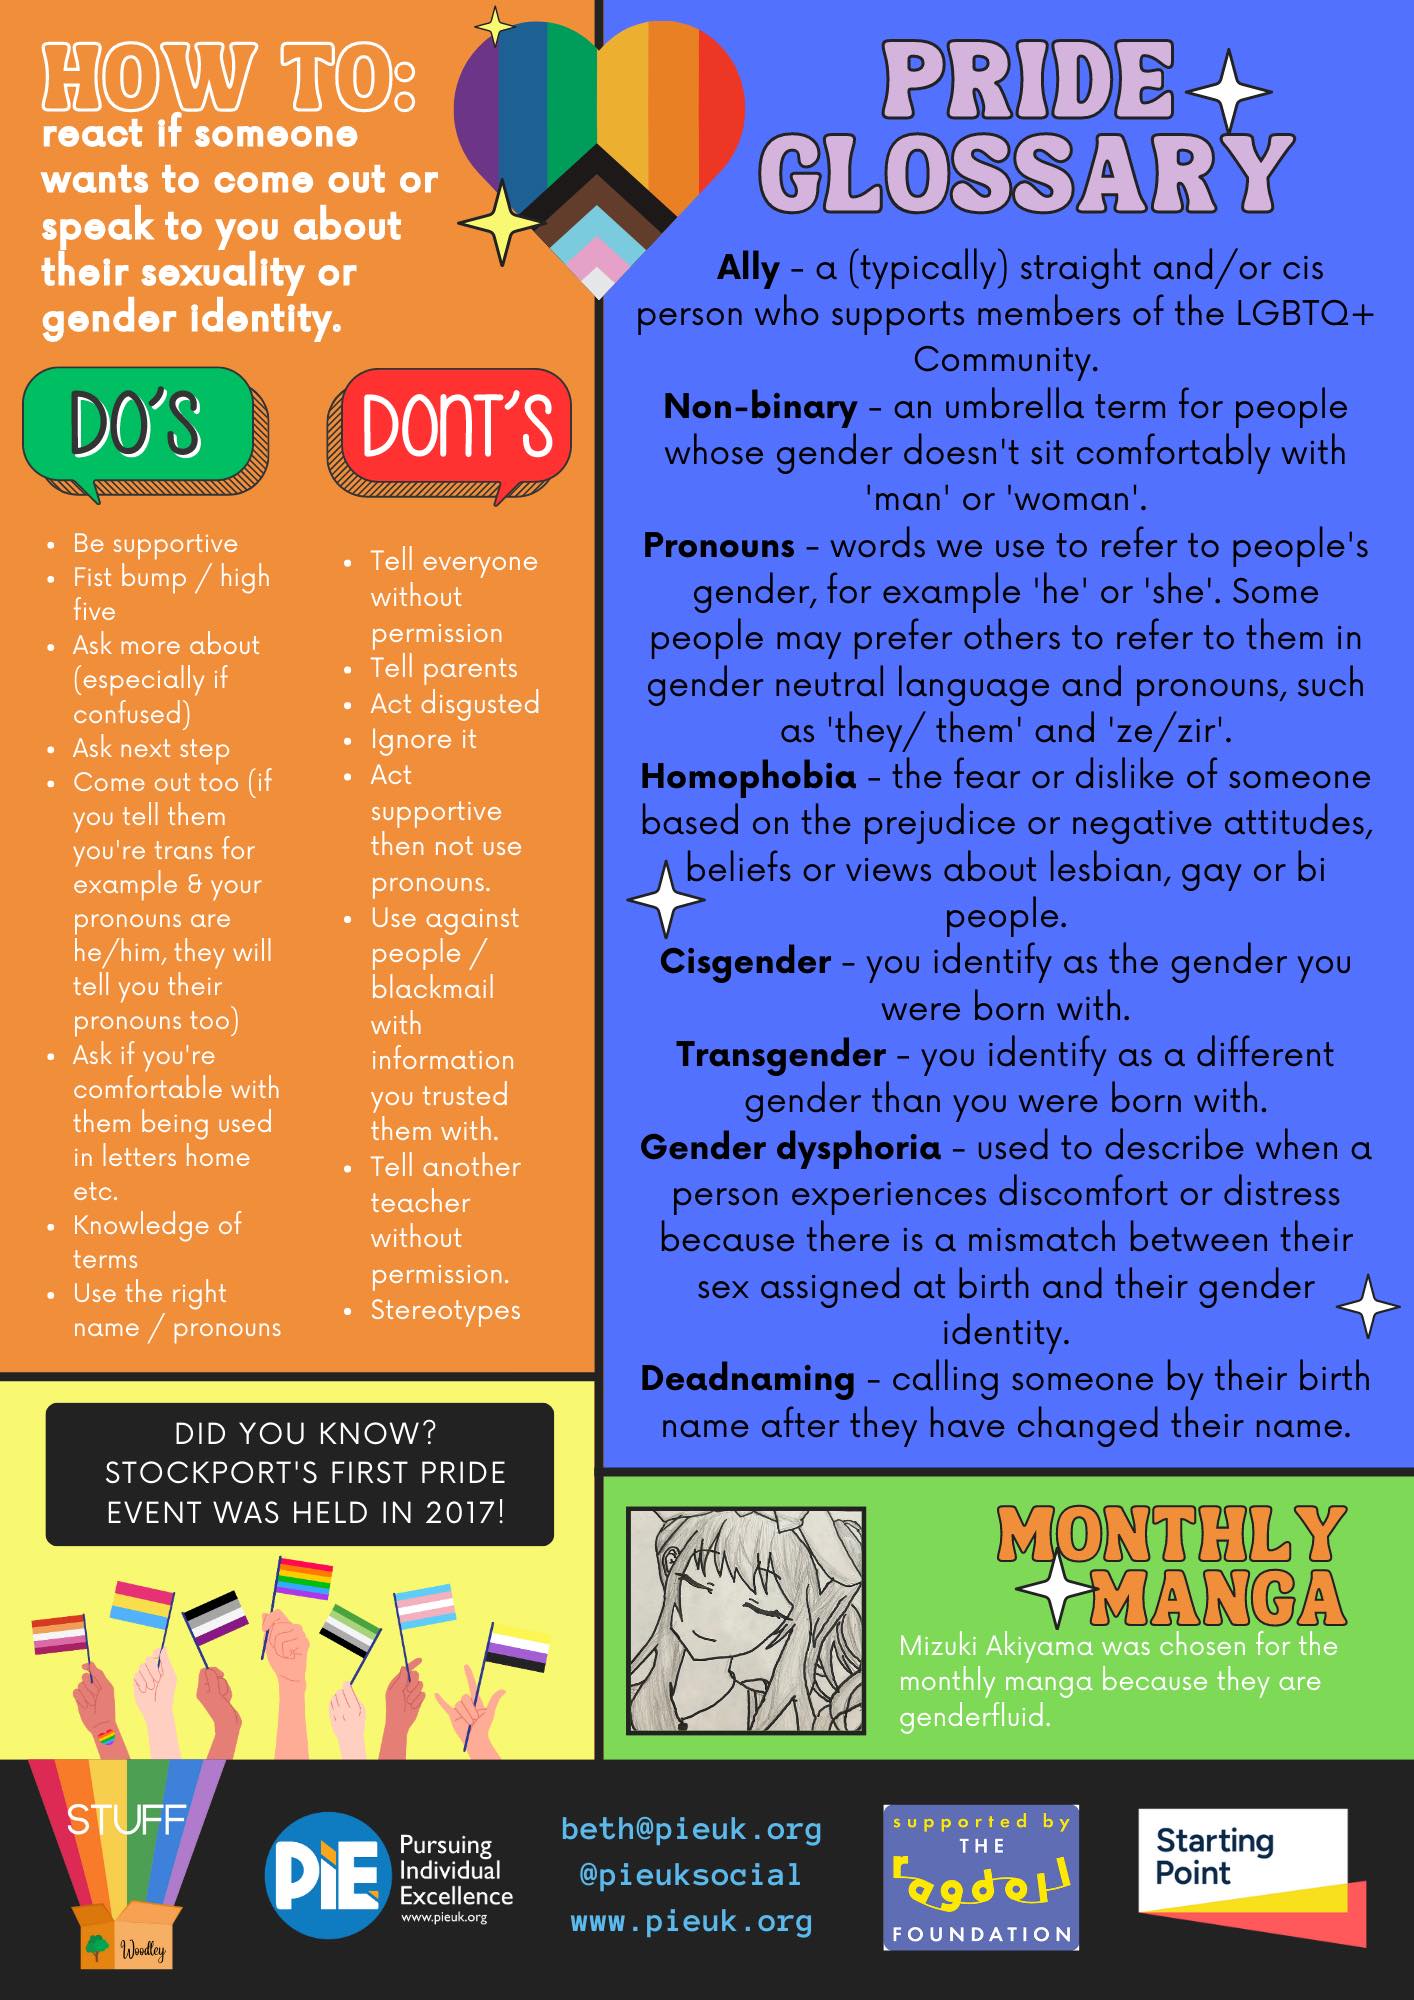 HOW TO:
react if someone
wants to come out or
speak to you about
their sexuality or
gender identity.
DO'S
• Be supportive
• Fist bump / high
five
• Ask more about
(especially if
confused)
• Ask next step
• Come out too (if
you tell them
you're trans for
example & your
pronouns are
he/him, they will
tell you their
pronouns too)
• Ask if you're
comfortable with
them being used
in letters home
etc.
• Knowledge of
terms
• Use the right
name / pronouns
DONT'S
• Tell everyone
without
permission
• Tell parents
• Act disgusted
• Ignore it
• Act
supportive
then not use
pronouns.
• Use against
people /
blackmail
with
information
you trusted
them with.
• Tell another
teacher
without
permission.
• Stereotypes
PRIDE
GLOSSARY
Ally - a (typically) straight and/or cis
person who supports members of the LGBTQ+
Community.
Non-binary - an umbrella term for people
whose gender doesn't sit comfortably with
'man' or 'woman'.
Pronouns - words we use to refer to people's
gender, for example 'he' or 'she'. Some
people may prefer others to refer to them in
gender neutral language and pronouns, such
as 'they/ them' and 'ze/zir'.
Homophobia - the fear or dislike of someone
based on the prejudice or negative attitudes,
beliefs or views about lesbian, gay or bi
people.
Cisgender - you identify as the gender you
were born with.
Transgender - you identify as a different
gender than you were born with.
Gender dysphoria - used to describe when a
person experiences discomfort or distress
because there is a mismatch between their
sex assigned at birth and their gender
identity.
Deadnaming - calling someone by their birth
name after they have changed their name.
DID YOU KNOW?
STOCKPORT'S FIRST PRIDE
EVENT WAS HELD IN 2017!
MONTHLY
MANGA
Mizuki Akiyama was chosen for the
monthly manga because they are
genderfluid.
STUFF
Woodley
PiE
Pursuing
Individual
Excellence
www.pieuk.org
beth@pieuk.org
@pieuksocial
www.pieuk.org
supported by
THE
ragdoll
FOUNDATION
Starting
Point